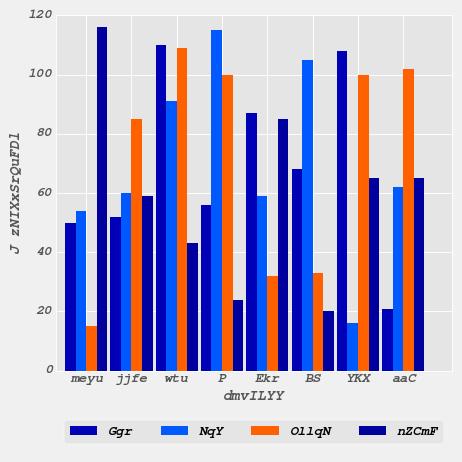 120
100
80
60
40
20
0
J zNIXxSrQuFDl
meyu jjfe wtu P Ekr BS YKX aaC
dmvILYY
Ggr NqY OllqN nZCmF